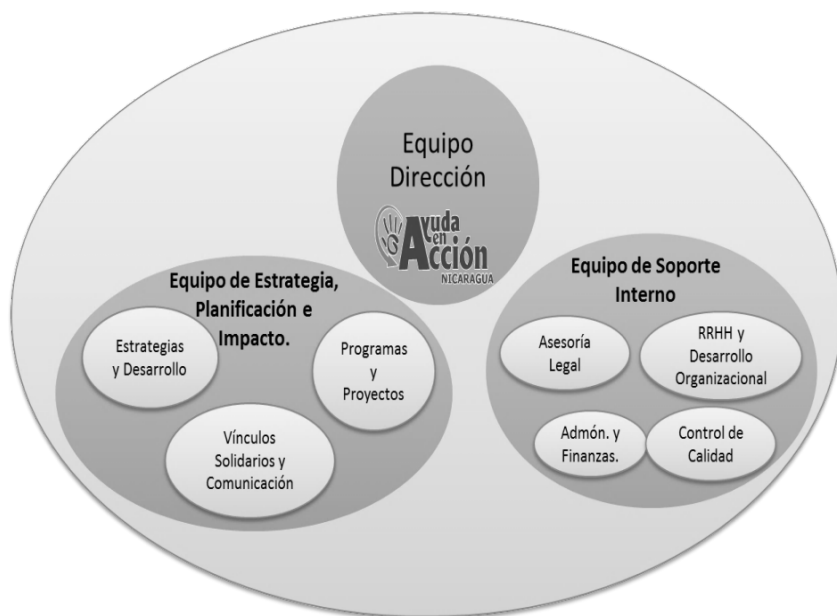 Equipo
Dirección
Ayuda
en
Acción
NICARAGUA
Equipo de Estrategia,
Planificación e
Impacto.
Estrategias
y Desarrollo
Programas
y
Proyectos
Vínculos
Solidarios y
Comunicación
Equipo de Soporte
Interno
Asesoría
Legal
RRHH y
Desarrollo
Organizacional
Admón. y
Finanzas.
Control de
Calidad